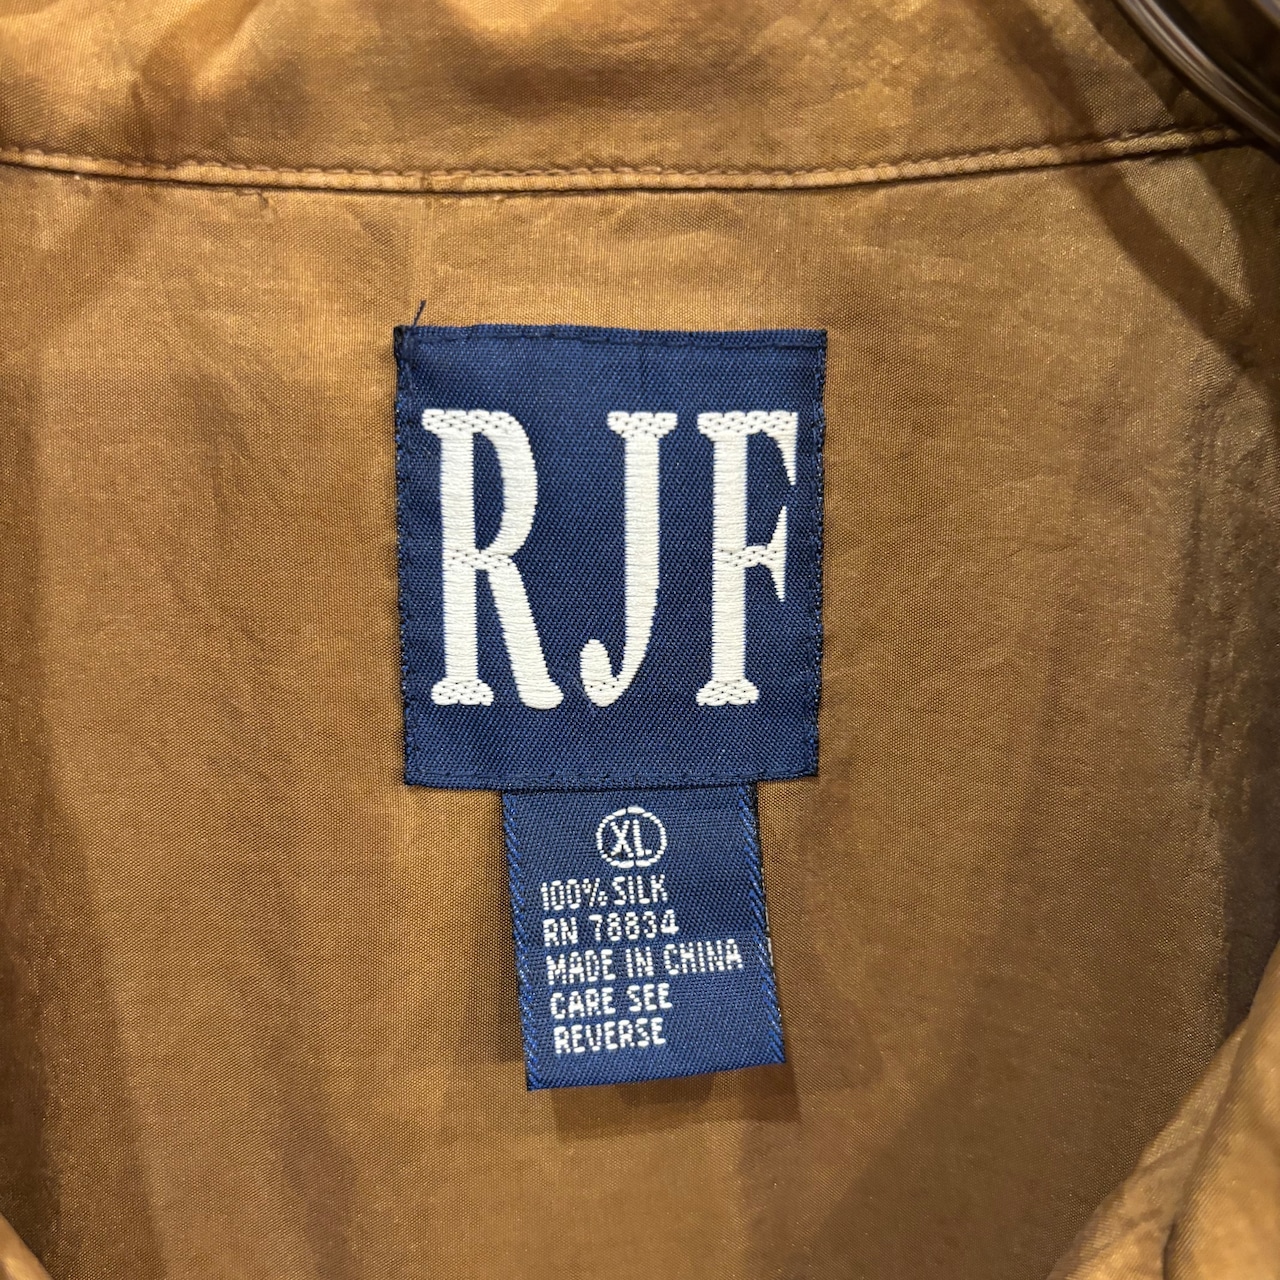 RJF
XL
100% SILK
RN 78834
MADE IN CHINA
CARE SEE
REVERSE